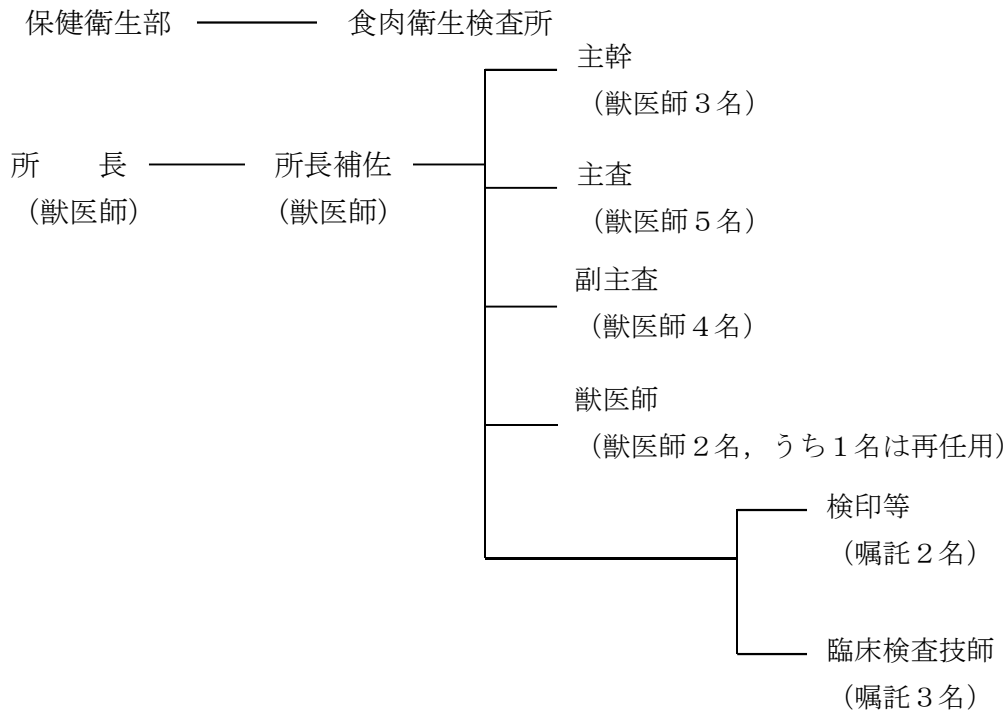 保健衛生部　食肉衛生検査所
主幹
（獣医師３名）
所　　長　所長補佐
（獣医師）　（獣医師）
主査
（獣医師５名）
副主査
（獣医師４名）
獣医師
（獣医師２名，うち１名は再任用）
検印等
（嘱託２名）
臨床検査技師
（嘱託３名）